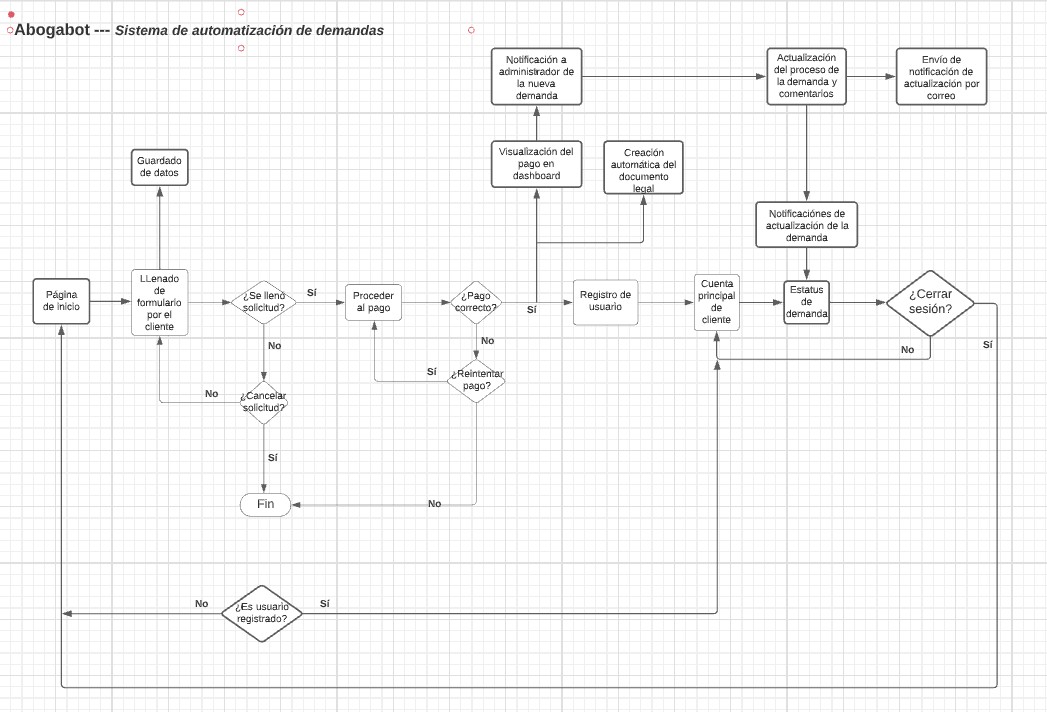 Abogabot --- Sistema de automatización de demandas
Notificación a
administrador de
la nueva
demanda
Actualización
del proceso de
la demanda y
comentarios
Envío de
notificación de
actualización por
correo
Guardado
de datos
Visualización del
pago en
dashboard
Creación
automática del
documento
legal
Notificaciónes de
actualización de la
demanda
Página
de inicio
LLenado
de
formulario
por el
cliente
¿Se llenó
solicitud?
Sí
Proceder
al pago
¿Pago
correcto?
Sí
Registro de
usuario
Cuenta
principal
de
cliente
Estatus
de
demanda
¿Cerrar
sesión?
No
Sí
No
No
¿Cancelar
solicitud?
No
Sí
¿Reintentar
pago?
Sí
Fin
No
No
¿Es usuario
registrado?
Sí